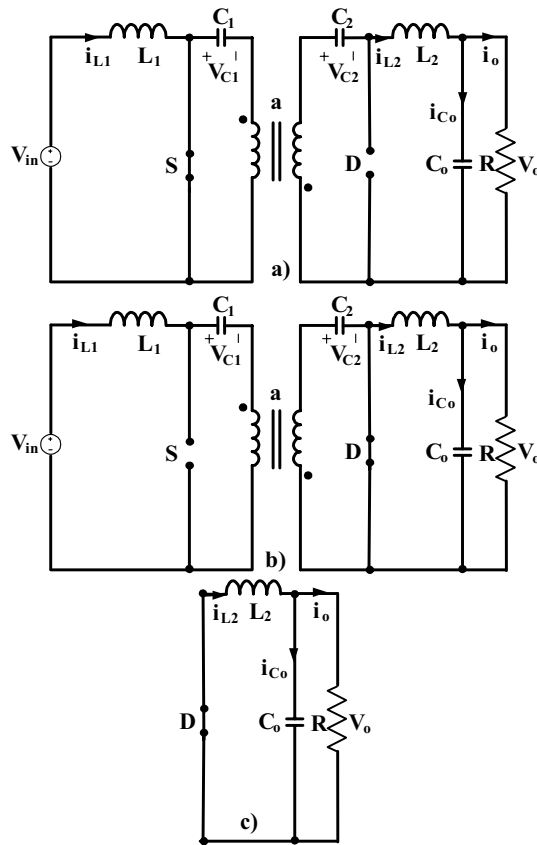 C1 C2
iL1 L1 + VC1 − a + VC2 − iL2 L2 io
iCo
Vin + − S D Co R Vo
a)
C1 C2
iL1 L1 + VC1 − a + VC2 − iL2 L2 io
iCo
Vin + − S D Co R Vo
b)
iL2 L2 io
iCo
D Co R Vo
c)